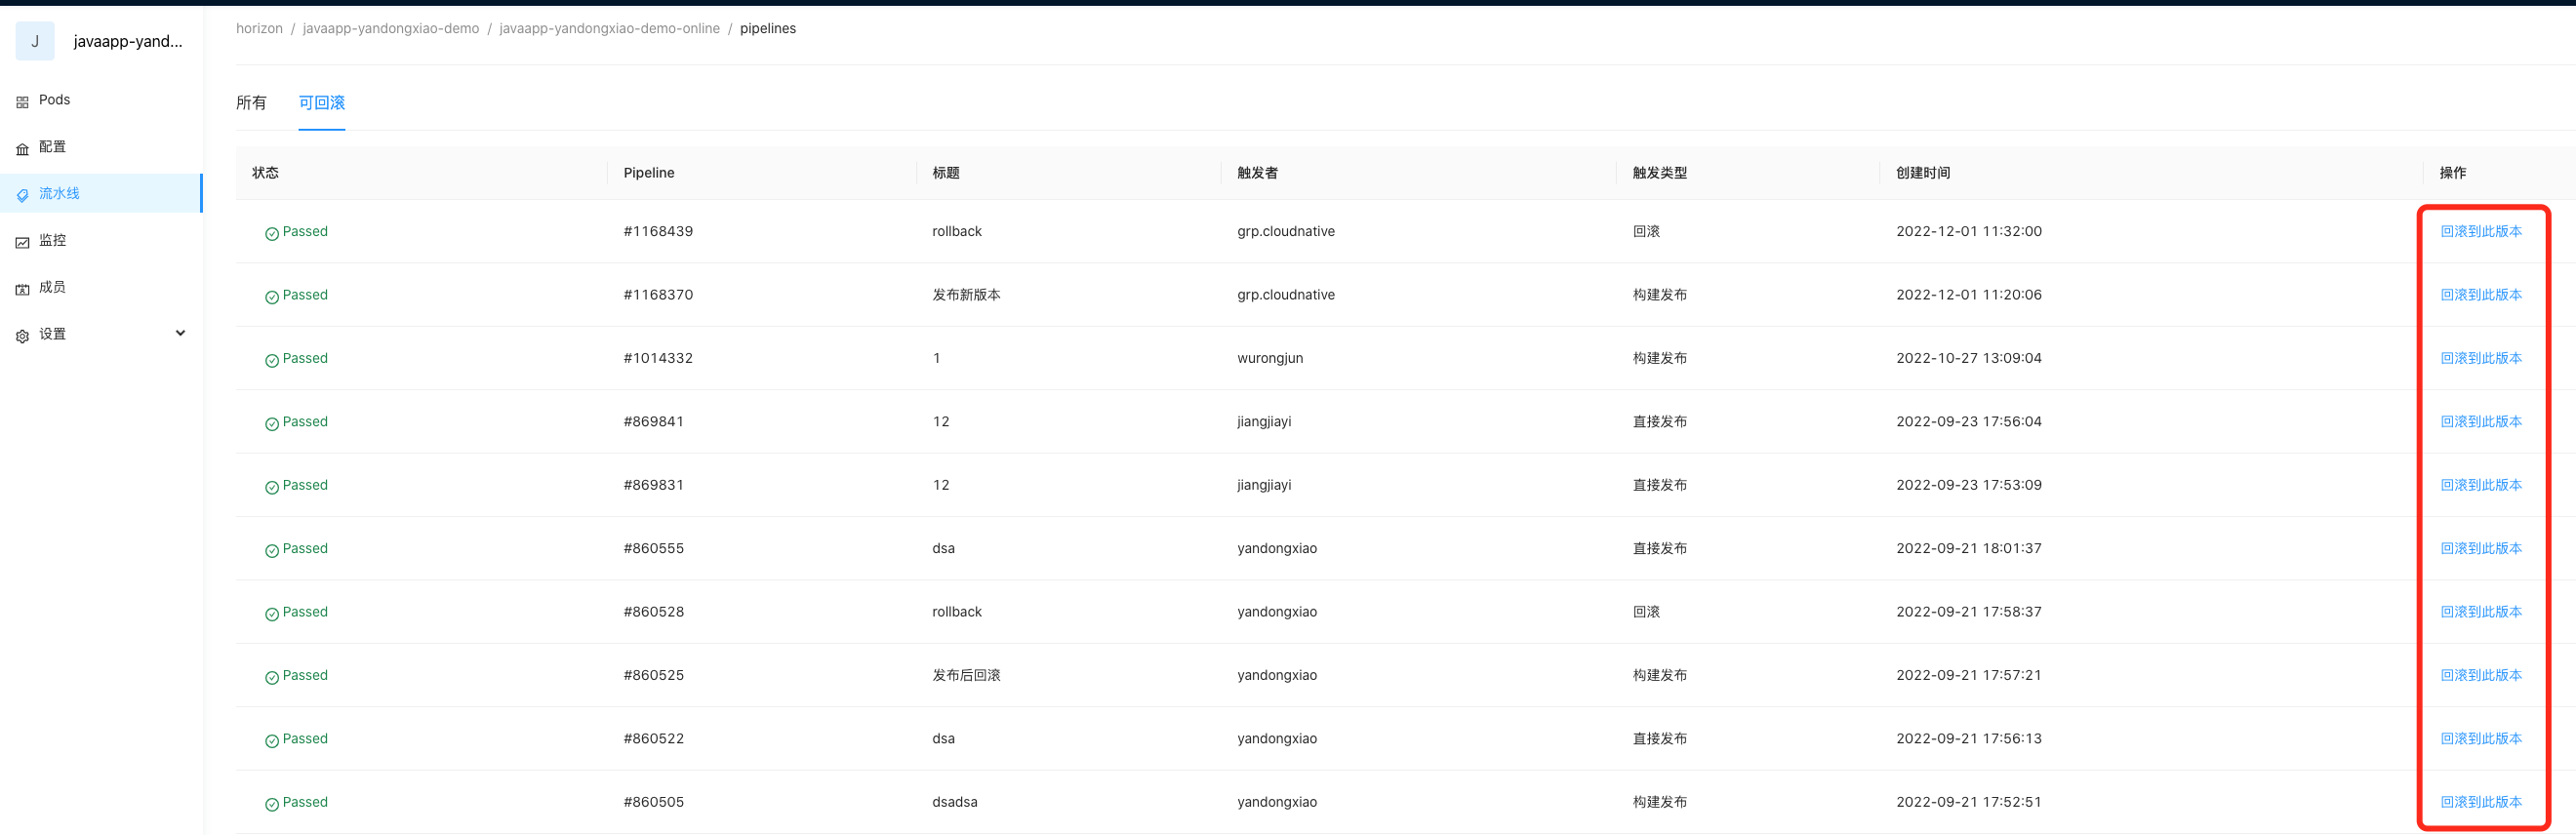 J javaapp-yand...
Pods
配置
流水线
监控
成员
设置
horizon / javaapp-yandongxiao-demo / javaapp-yandongxiao-demo-online / pipelines
所有 可回滚
状态 Pipeline 标题 触发者 触发类型 创建时间 操作
Passed #1168439 rollback grp.cloudnative 回滚 2022-12-01 11:32:00 回滚到此版本
Passed #1168370 发布新版本 grp.cloudnative 构建发布 2022-12-01 11:20:06 回滚到此版本
Passed #1014332 1 wurongjun 构建发布 2022-10-27 13:09:04 回滚到此版本
Passed #869841 12 jiangjiayi 直接发布 2022-09-23 17:56:04 回滚到此版本
Passed #869831 12 jiangjiayi 直接发布 2022-09-23 17:53:09 回滚到此版本
Passed #860555 dsa yandongxiao 直接发布 2022-09-21 18:01:37 回滚到此版本
Passed #860528 rollback yandongxiao 回滚 2022-09-21 17:58:37 回滚到此版本
Passed #860525 发布后回滚 yandongxiao 构建发布 2022-09-21 17:57:21 回滚到此版本
Passed #860522 dsa yandongxiao 直接发布 2022-09-21 17:56:13 回滚到此版本
Passed #860505 dsadsa yandongxiao 构建发布 2022-09-21 17:52:51 回滚到此版本